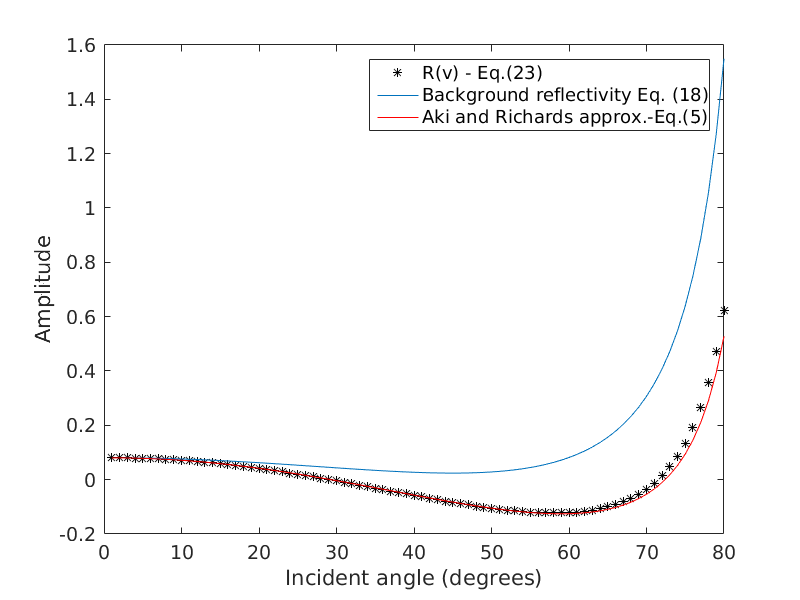 1.6
1.4
1.2
1
0.8
0.6
0.4
0.2
0
-0.2
Amplitude
R(v) - Eq.(23)
Background reflectivity Eq. (18)
Aki and Richards approx.-Eq.(5)
0 10 20 30 40 50 60 70 80
Incident angle (degrees)